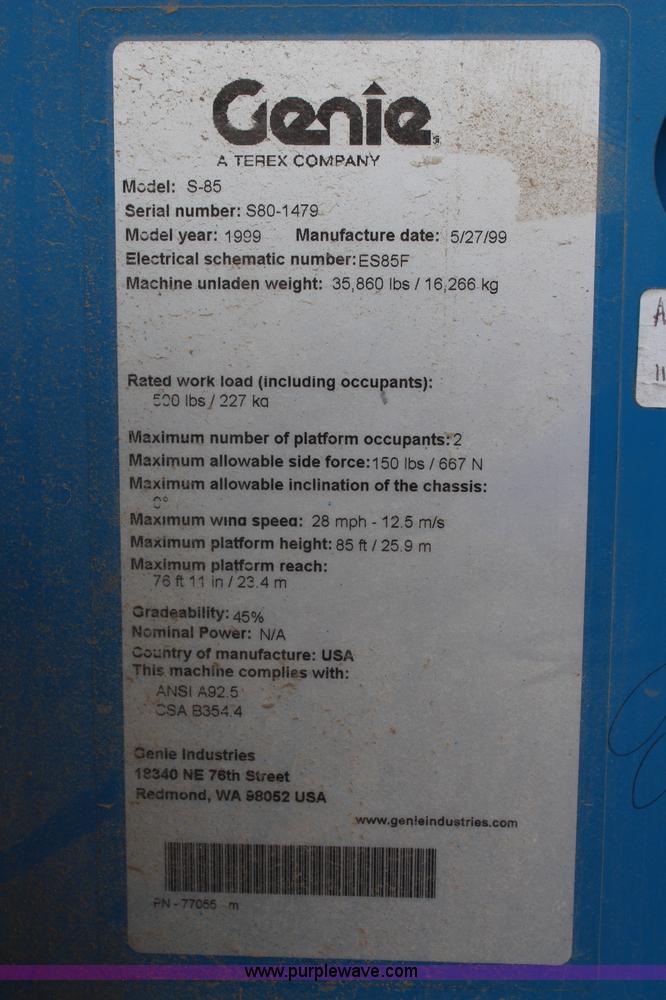 Genie
A TEREX COMPANY
Model: S-85
Serial number: S80-1479
Model year: 1999 Manufacture date: 5/27/99
Electrical schematic number: ES85F
Machine unladen weight: 35,860 lbs / 16,266 kg
Rated work load (including occupants):
500 lbs / 227 kg
Maximum number of platform occupants: 2
Maximum allowable side force: 150 lbs / 667 N
Maximum allowable inclination of the chassis:
0°
Maximum wind speed: 28 mph - 12.5 m/s
Maximum platform height: 85 ft / 25.9 m
Maximum platform reach:
76 ft 11 in / 23.4 m
Gradeability: 45%
Nominal Power: N/A
Country of manufacture: USA
This machine complies with:
ANSI A92.5
CSA B354.4
Genie Industries
18340 NE 76th Street
Redmond, WA 98052 USA
www.genieindustries.com
PN - 77055 m
www.purplewave.com